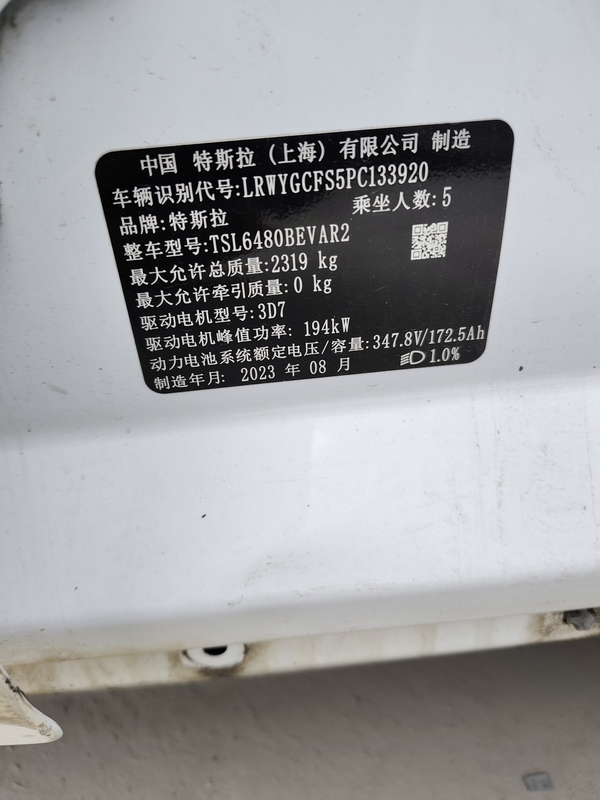 中国 特斯拉（上海）有限公司 制造
车辆识别代号:LRWYGCFS5PC133920
品牌:特斯拉 乘坐人数:5
整车型号:TSL6480BEVAR2
最大允许总质量:2319 kg
最大允许牵引质量:0 kg
驱动电机型号:3D7
驱动电机峰值功率: 194kW
动力电池系统额定电压/容量:347.8V/172.5Ah
制造年月: 2023 年 08 月 1.0%